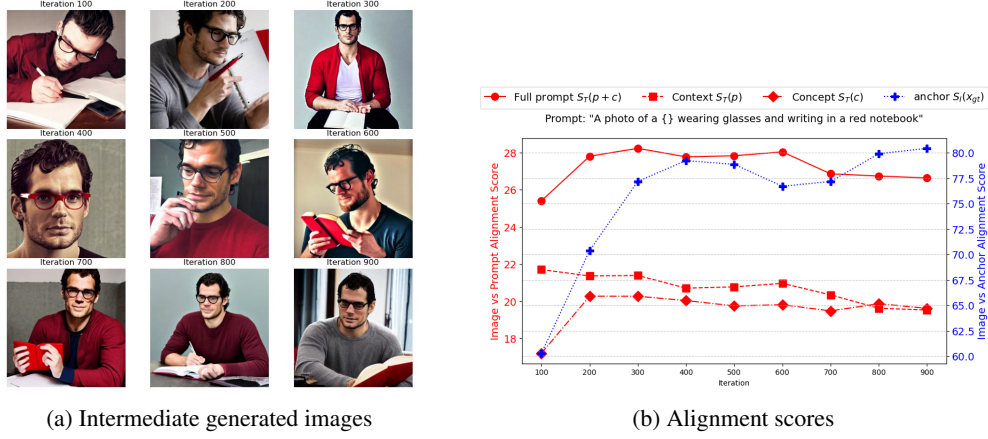 Iteration 100
Iteration 200
Iteration 300
Iteration 400
Iteration 500
Iteration 600
Iteration 700
Iteration 800
Iteration 900
(a) Intermediate generated images
Full prompt S_T(p + c)
Context S_T(p)
Concept S_T(c)
anchor S_I(x_gt)
Prompt: "A photo of a {} wearing glasses and writing in a red notebook"
Image vs Prompt Alignment Score
28
26
24
22
20
18
80.0
77.5
75.0
72.5
70.0
67.5
65.0
62.5
60.0
Image vs Anchor Alignment Score
100 200 300 400 500 600 700 800 900
Iteration
(b) Alignment scores